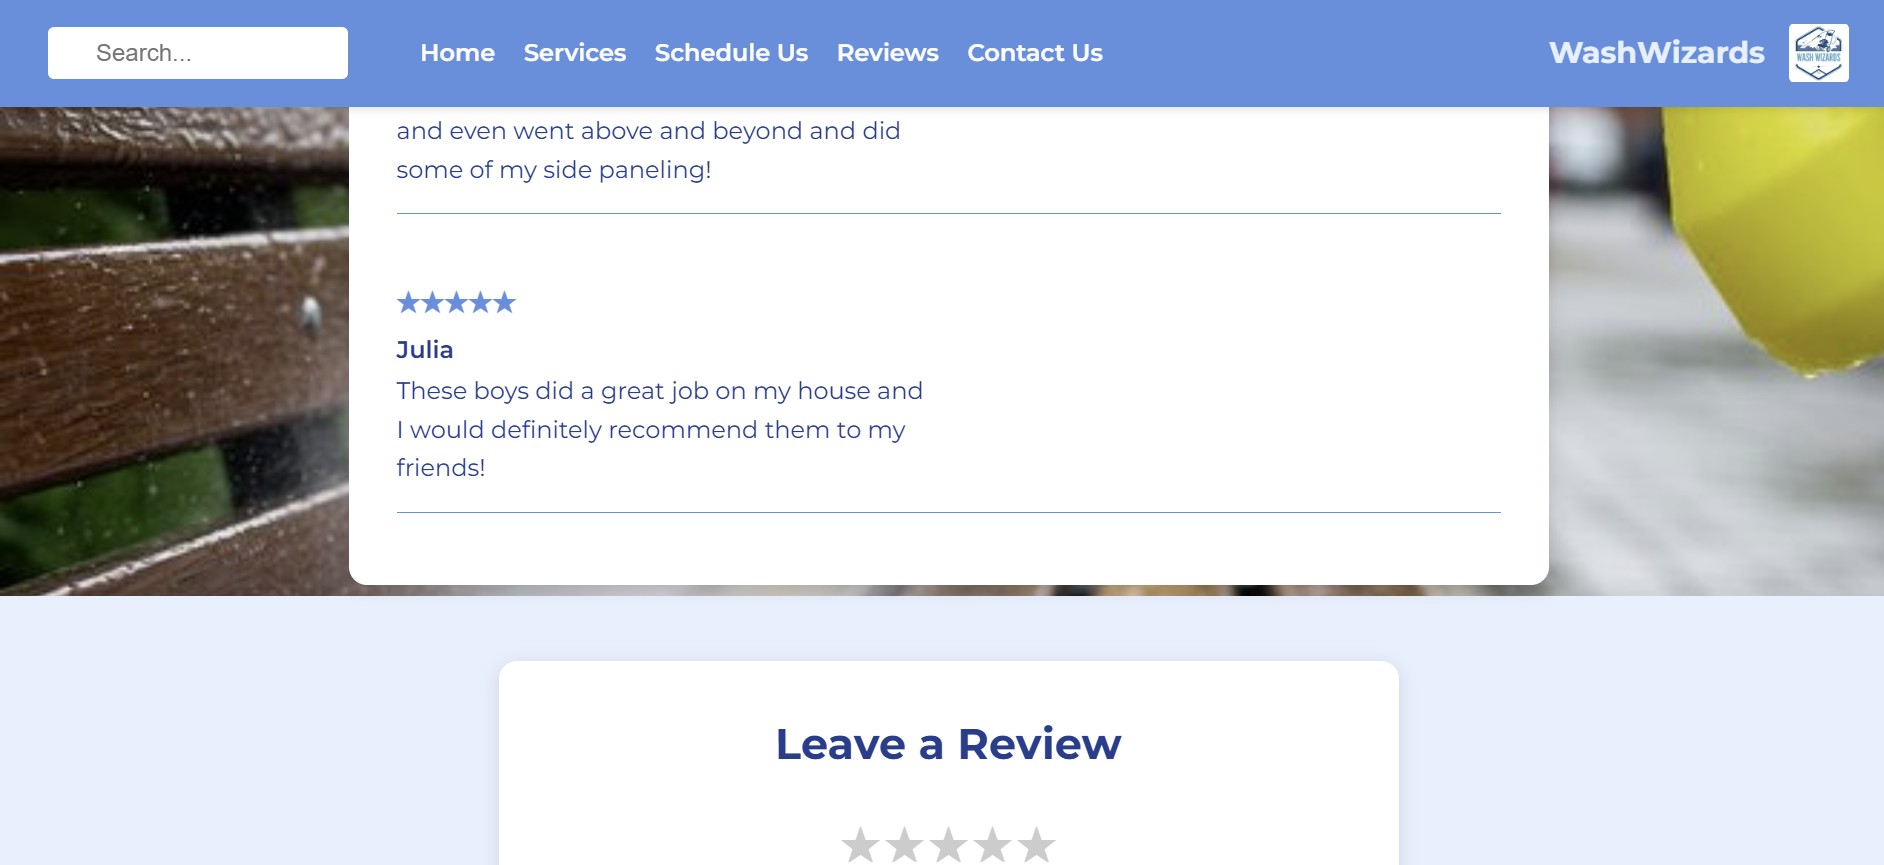 Search...
Home Services Schedule Us Reviews Contact Us
WashWizards
WASH WIZARDS
and even went above and beyond and did
some of my side paneling!
★★★★★
Julia
These boys did a great job on my house and
I would definitely recommend them to my
friends!
Leave a Review
★★★★★